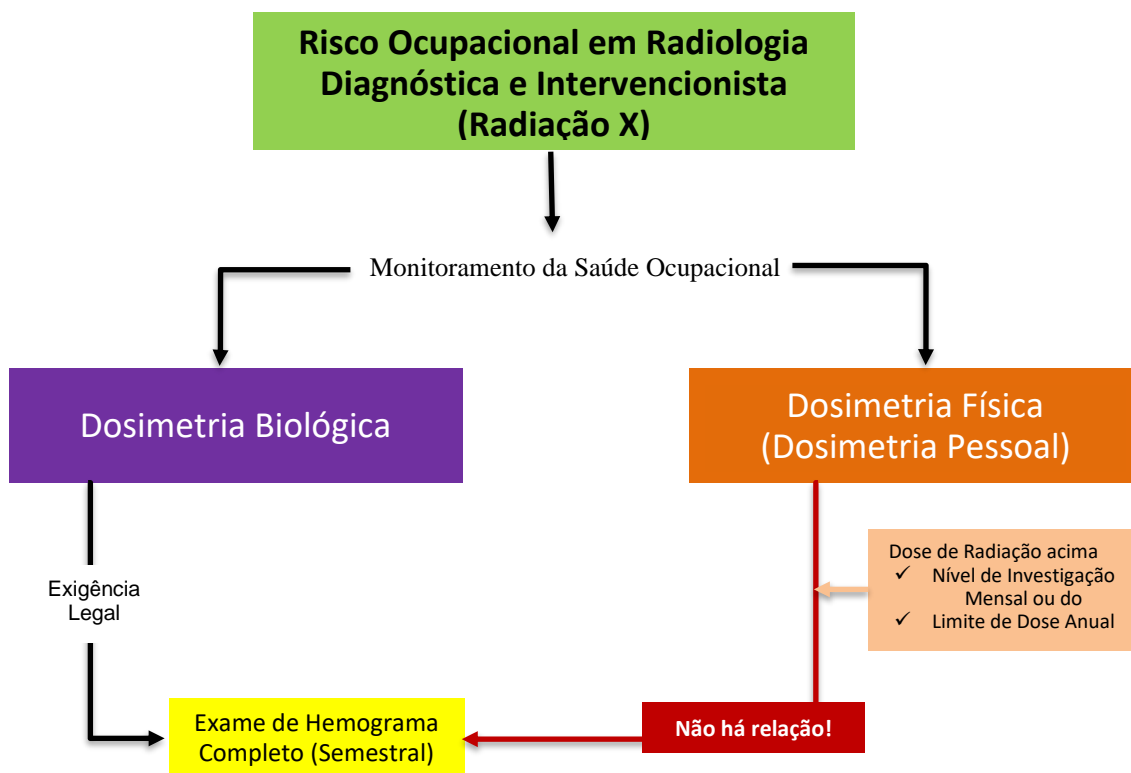 Risco Ocupacional em Radiologia
Diagnóstica e Intervencionista
(Radiação X)
Monitoramento da Saúde Ocupacional
Dosimetria Biológica
Dosimetria Física
(Dosimetria Pessoal)
Dose de Radiação acima
✓ Nível de Investigação
Mensal ou do
✓ Limite de Dose Anual
Exigência
Legal
Exame de Hemograma
Completo (Semestral)
Não há relação!